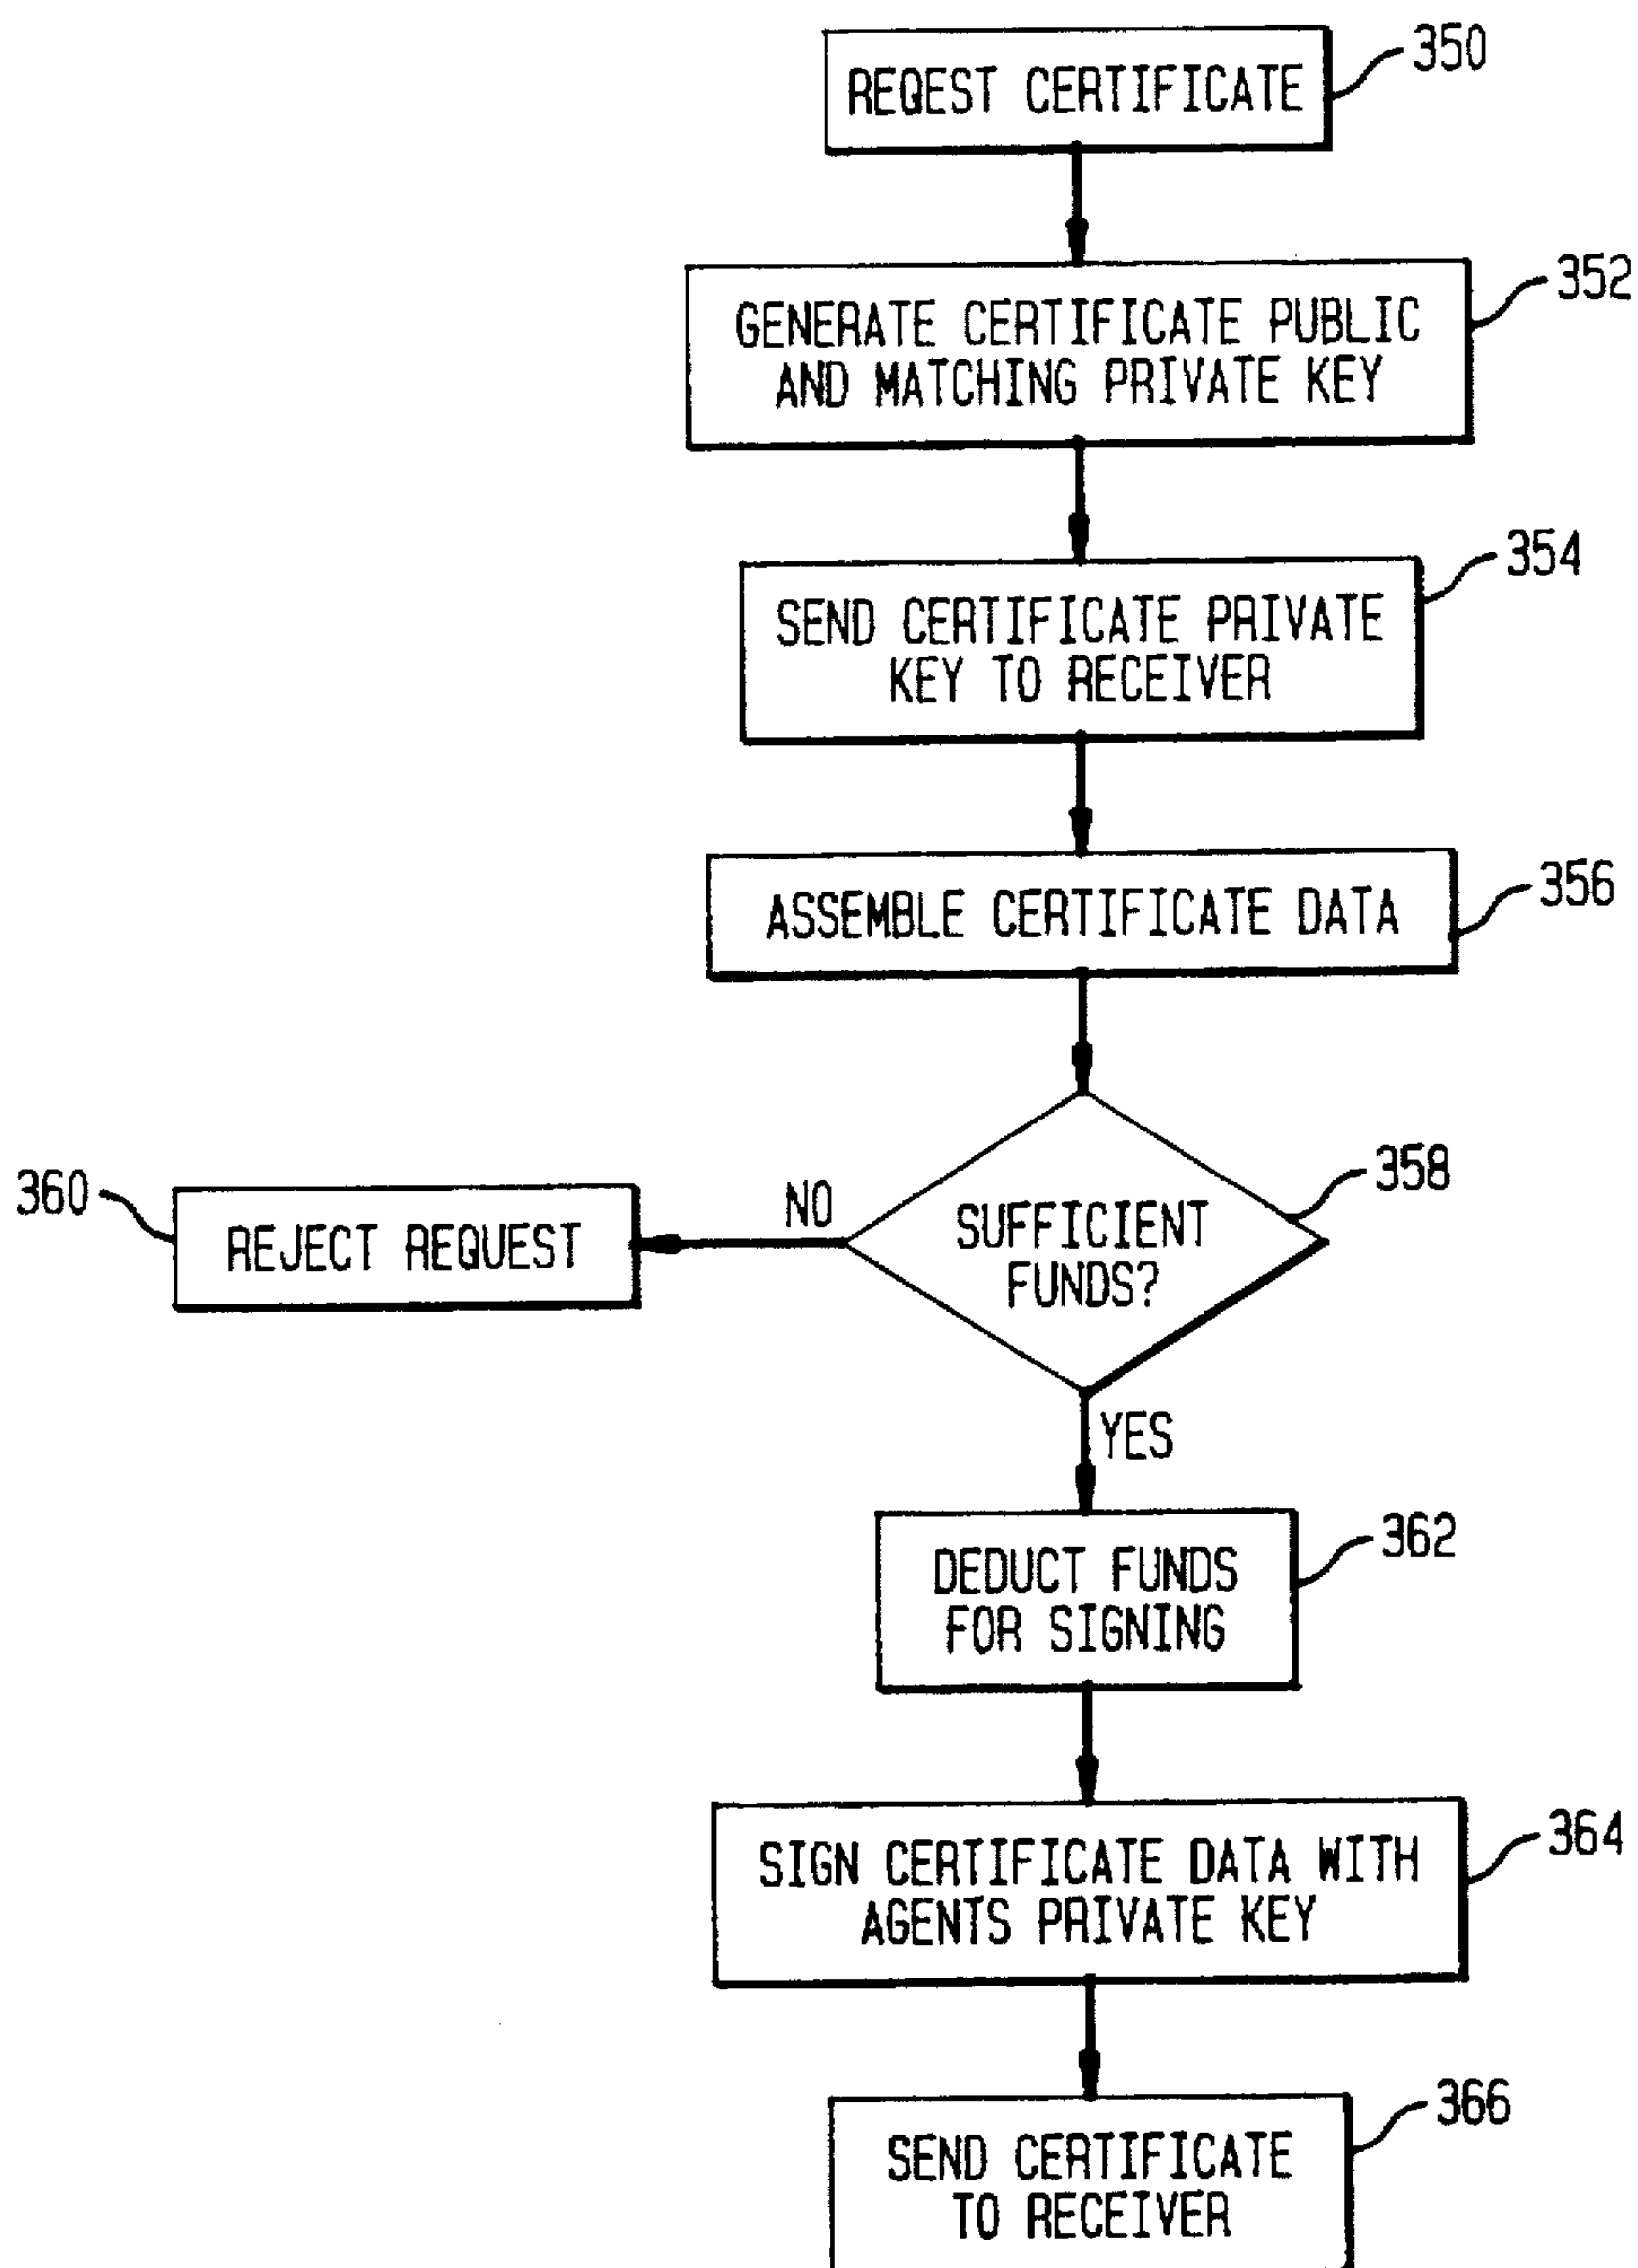 350
REQEST CERTIFICATE
352
GENERATE CERTIFICATE PUBLIC
AND MATCHING PRIVATE KEY
354
SEND CERTIFICATE PRIVATE
KEY TO RECEIVER
356
ASSEMBLE CERTIFICATE DATA
358
SUFFICIENT
FUNDS?
NO
360
REJECT REQUEST
YES
362
DEDUCT FUNDS
FOR SIGNING
364
SIGN CERTIFICATE DATA WITH
AGENTS PRIVATE KEY
366
SEND CERTIFICATE
TO RECEIVER